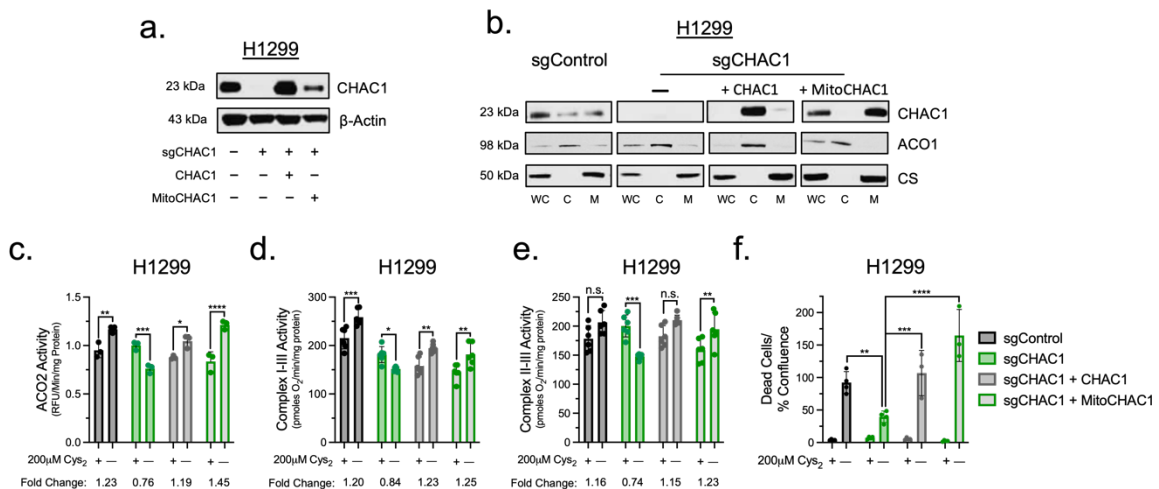 a.
H1299
23 kDa CHAC1
43 kDa β-Actin
sgCHAC1 – + + +
CHAC1 – – + –
MitoCHAC1 – – – +
b.
H1299
sgControl sgCHAC1
– + CHAC1 + MitoCHAC1
23 kDa CHAC1
98 kDa ACO1
50 kDa CS
WC C M WC C M WC C M WC C M
c.
H1299
ACO2 Activity
(RFU/Min/mg Protein)
1.5
1.0
0.5
0.0
** *** * ****
200µM Cys₂ + — + — + — + —
Fold Change: 1.23 0.76 1.19 1.45
d.
H1299
Complex I-III Activity
(pmoles O₂/min/mg protein)
300
200
100
0
*** * ** **
+ — + — + — + —
1.20 0.84 1.23 1.25
e.
H1299
Complex II-III Activity
(pmoles O₂/min/mg protein)
250
200
150
100
50
0
n.s. *** n.s. **
200µM Cys₂ + — + — + — + —
Fold Change: 1.16 0.74 1.15 1.23
f.
H1299
Dead Cells/
% Confluence
250
200
150
100
50
0
****
***
** 
+ — + — + — + —
sgControl
sgCHAC1
sgCHAC1 + CHAC1
sgCHAC1 + MitoCHAC1